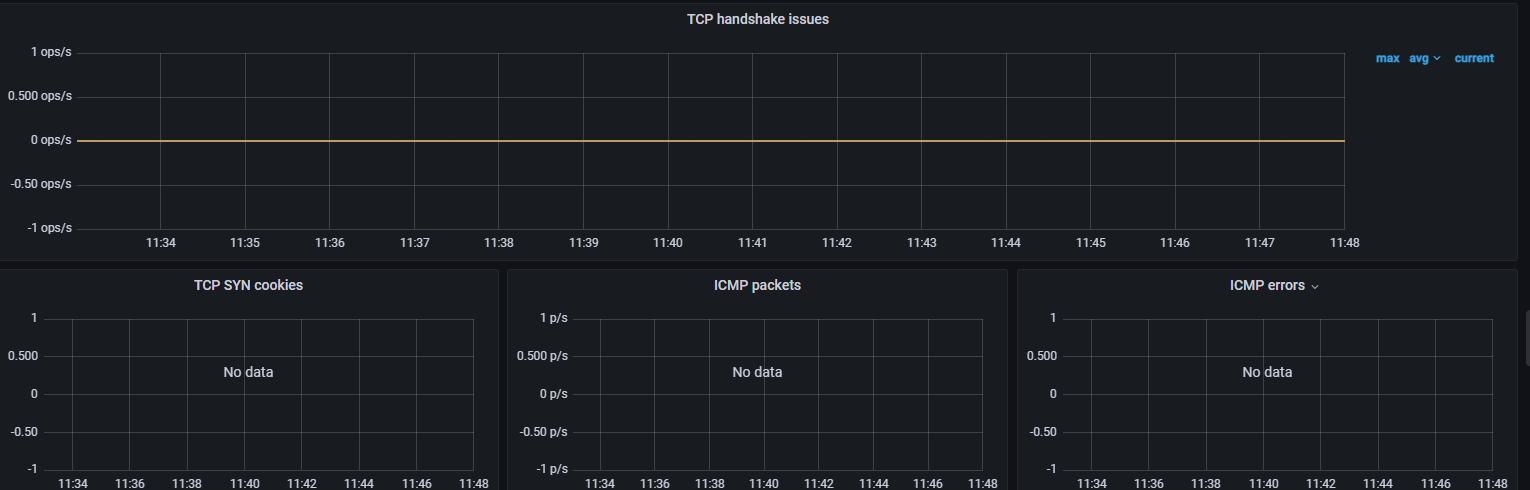 TCP handshake issues
1 ops/s
max avg current
0.500 ops/s
0 ops/s
-0.50 ops/s
-1 ops/s
11:34 11:35 11:36 11:37 11:38 11:39 11:40 11:41 11:42 11:43 11:44 11:45 11:46 11:47 11:48
TCP SYN cookies
1
0.500
No data
0
-0.50
-1
11:34 11:36 11:38 11:40 11:42 11:44 11:46 11:48
ICMP packets
1 p/s
0.500 p/s
No data
0 p/s
-0.50 p/s
-1 p/s
11:34 11:36 11:38 11:40 11:42 11:44 11:46 11:48
ICMP errors
1
0.500
No data
0
-0.50
-1
11:34 11:36 11:38 11:40 11:42 11:44 11:46 11:48